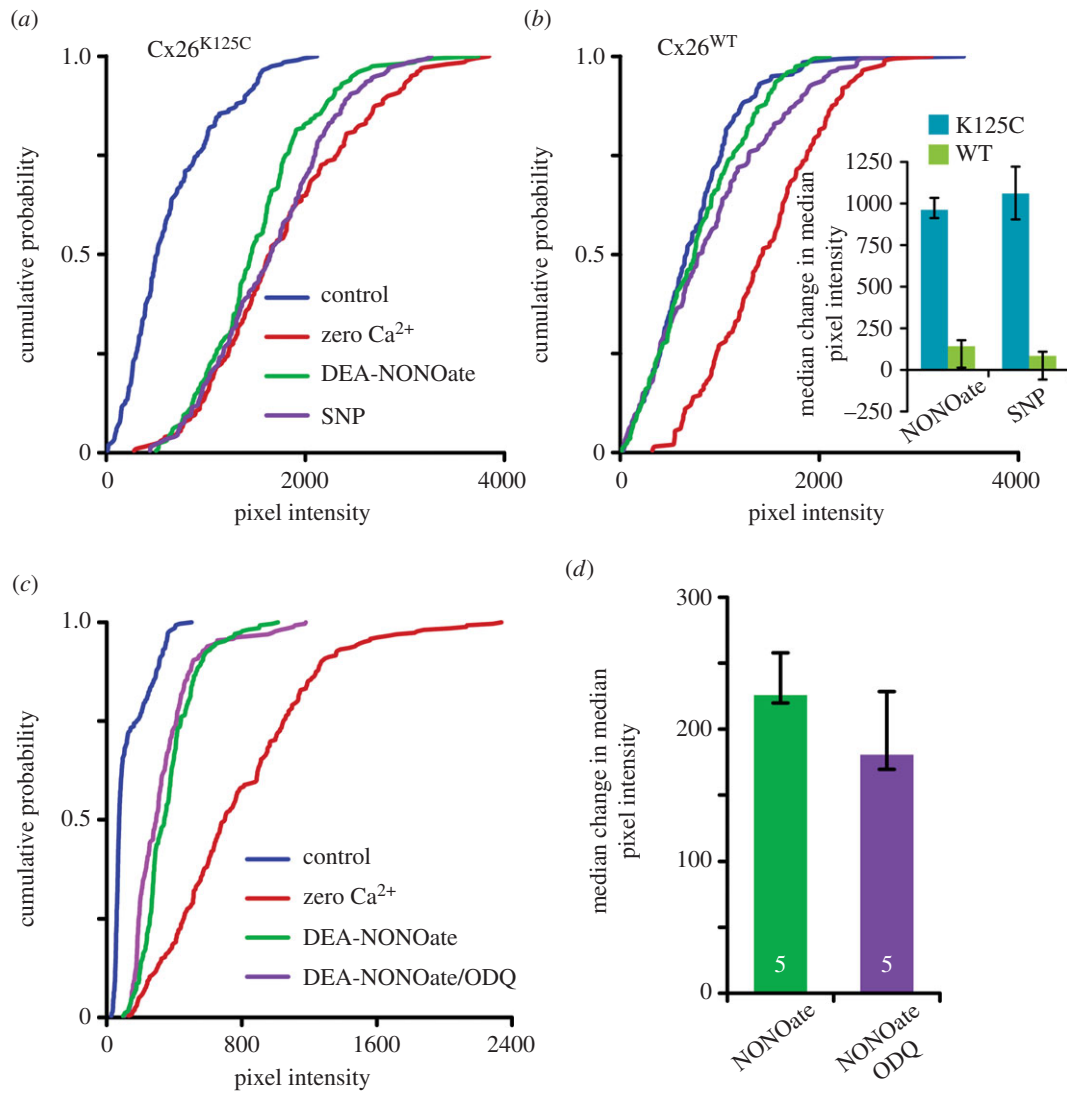 (a)
Cx26K125C
1.0
0.5
0
cumulative probability
control
zero Ca2+
DEA-NONOate
SNP
0 2000 4000
pixel intensity
(b)
Cx26WT
1.0
0.5
0
cumulative probability
0 2000 4000
pixel intensity
K125C
WT
1250
1000
750
500
250
0
–250
median change in median
pixel intensity
NONOate
SNP
(c)
1.0
0.5
0
cumulative probability
control
zero Ca2+
DEA-NONOate
DEA-NONOate/ODQ
0 800 1600 2400
pixel intensity
(d)
300
200
100
0
median change in median
pixel intensity
5 5
NONOate
NONOate
ODQ